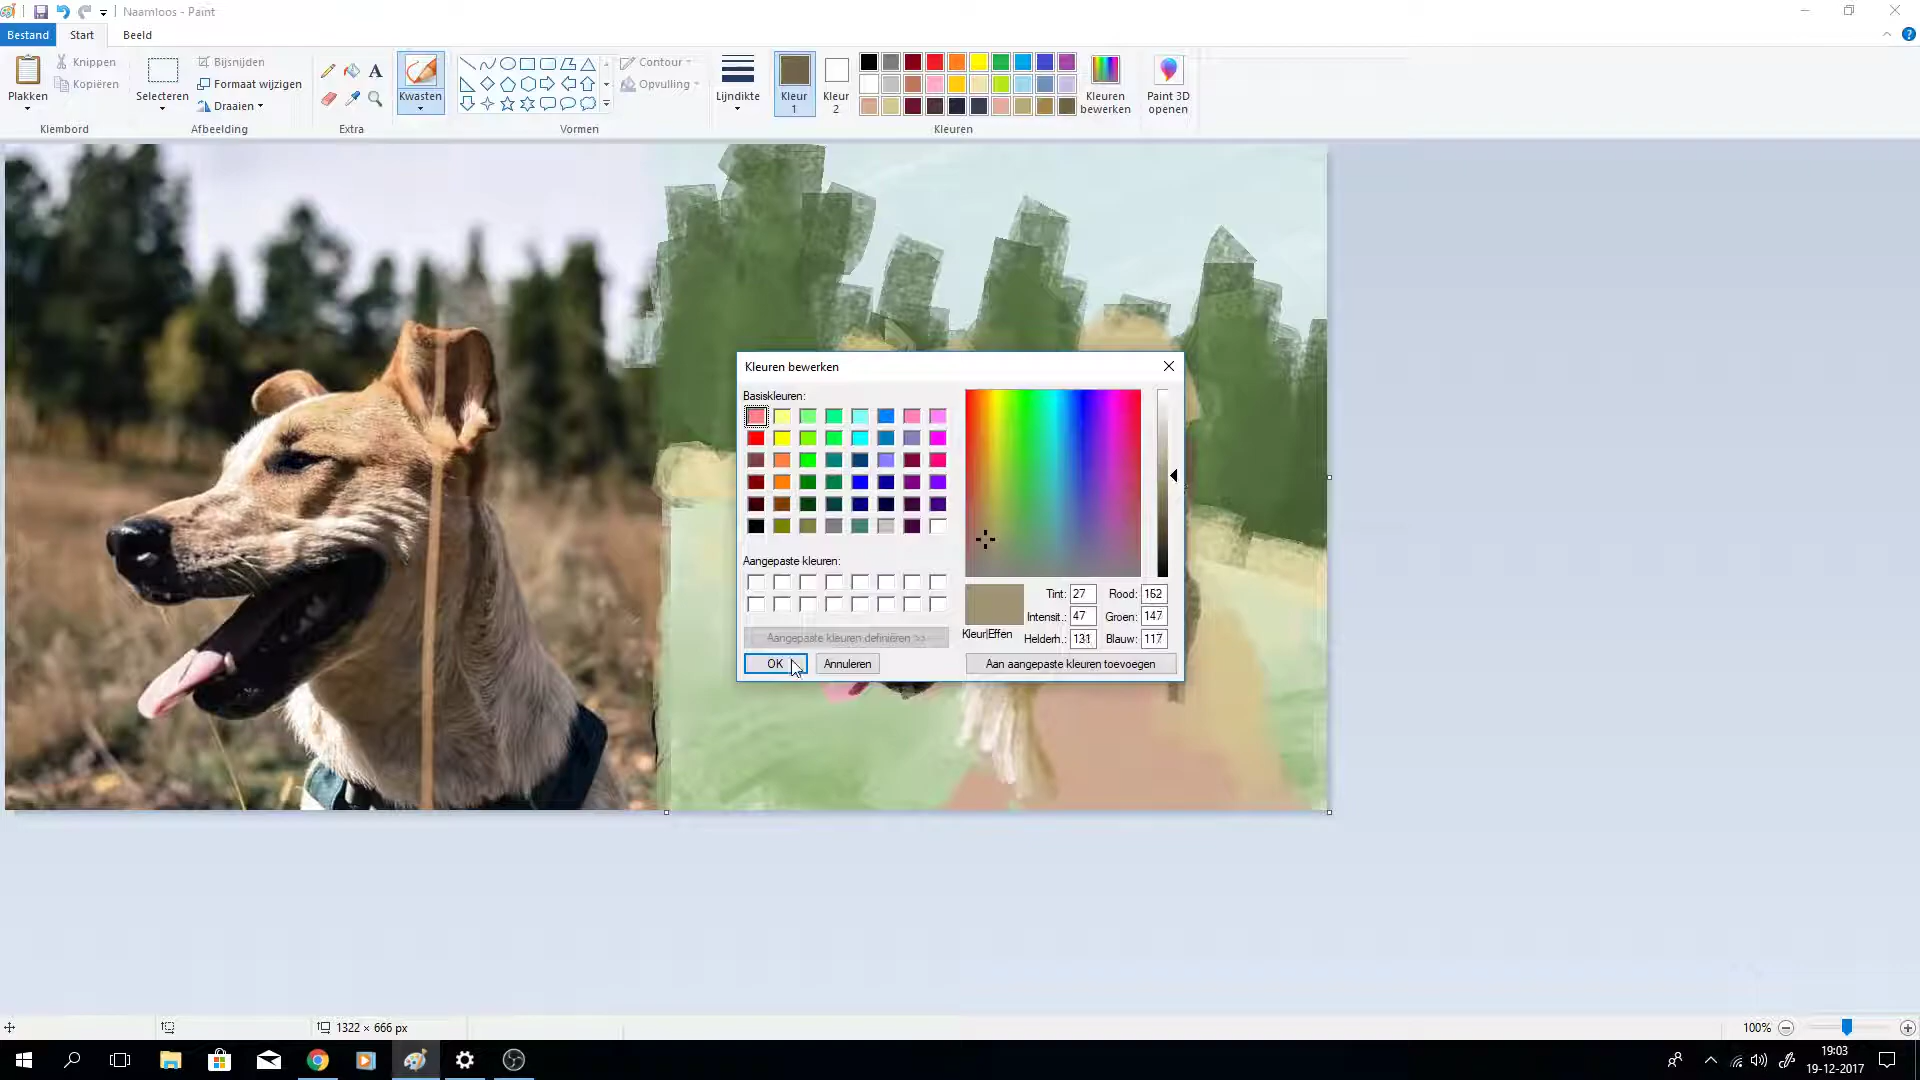 Naamloos - Paint
Bestand Start Beeld
Plakken
Knippen
Kopiëren
Klembord
Selecteren
Bijsnijden
Formaat wijzigen
Draaien
Afbeelding
A
Extra
Kwasten
Contour
Opvulling
Vormen
Lijndikte
Kleur 1
Kleur 2
Kleuren bewerken
Kleuren
Paint 3D openen
Kleuren bewerken
Basiskleuren:
Aangepaste kleuren:
Aangepaste kleuren definiëren >>
OK Annuleren
Kleur|Effen
Tint: 27 Rood: 162
Intensit.: 47 Groen: 147
Helderh.: 131 Blauw: 117
Aan aangepaste kleuren toevoegen
1322 × 666 px
100%
19:03
19-12-2017